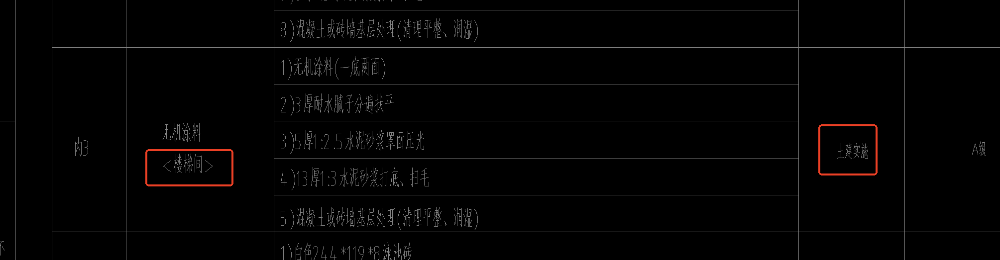 8)混凝土或砖墙基层处理(清理平整、润湿)
内3
无机涂料
<楼梯间>
1)无机涂料(一底两面)
2)3厚耐水腻子分遍找平
3)5厚1:2.5水泥砂浆罩面压光
4)13厚1:3水泥砂浆打底、扫毛
5)混凝土或砖墙基层处理(清理平整、润湿)
土建实施
A级
1)白色244*119*8泳池砖